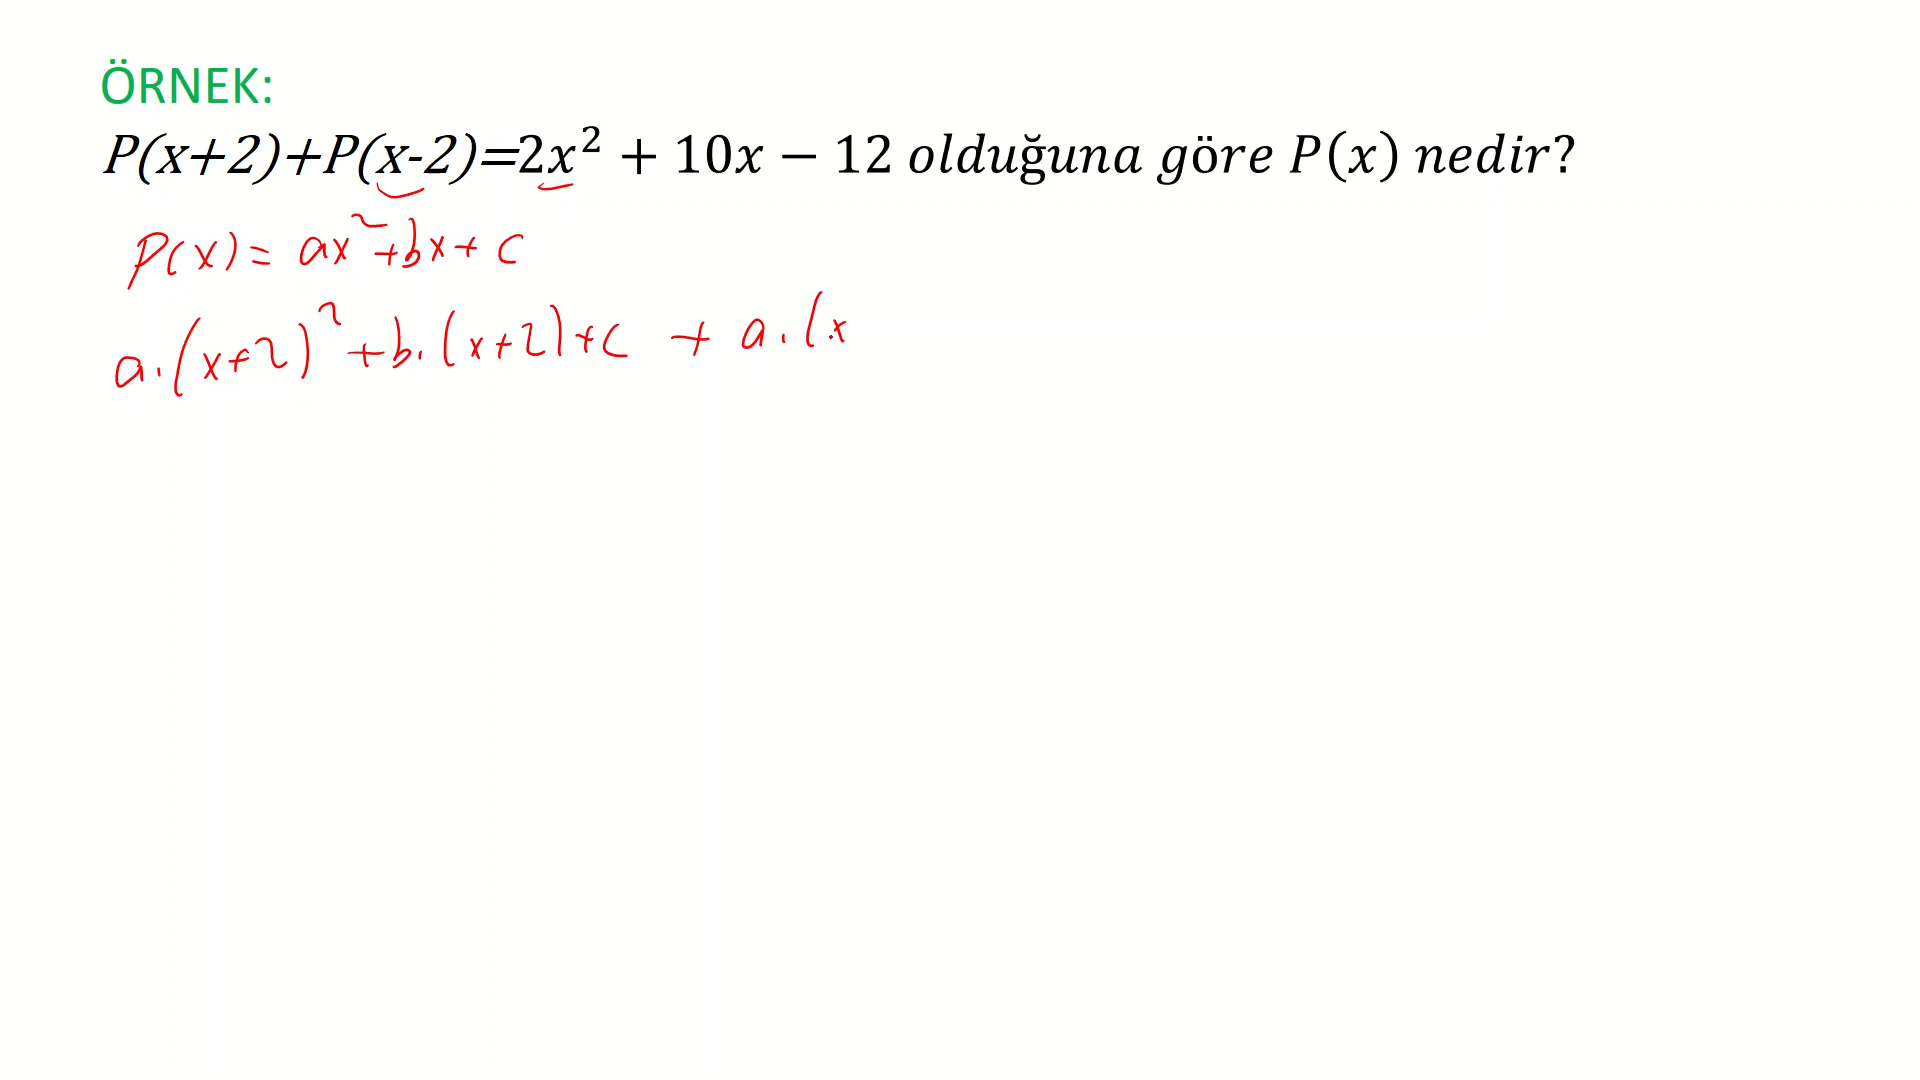 ÖRNEK:
P(x+2)+P(x-2)=2x² + 10x − 12 olduğuna göre P(x) nedir?
P(x) = ax² + bx + c
a.(x+2)² + b.(x+2) + c + a.(x